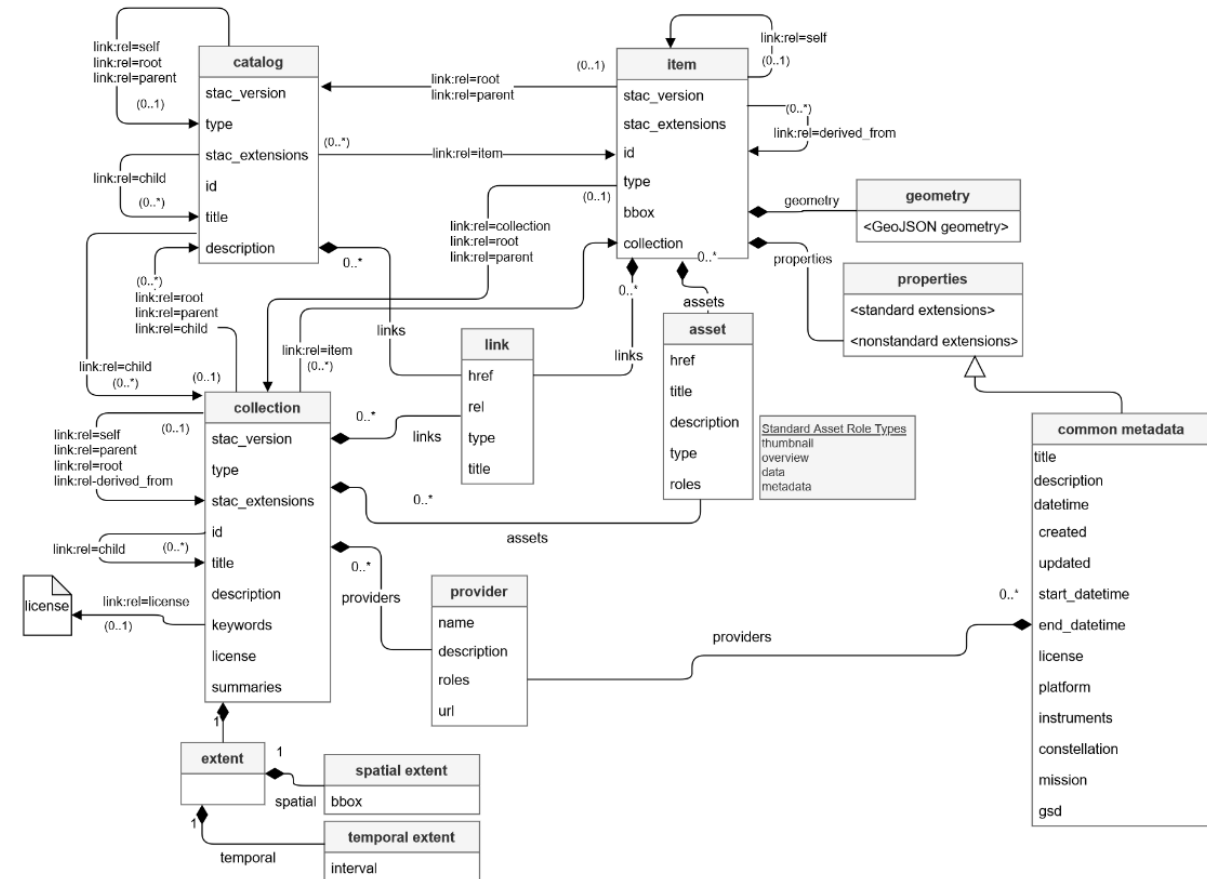 link:rel=self
link:rel=root
link:rel=parent
(0..1)
catalog
stac_version
type
stac_extensions
id
title
description
link:rel=child
(0..*)
link:rel=root
link:rel=parent
(0..1)
item
stac_version
stac_extensions
id
type
bbox
collection
link:rel=self
(0..1)
(0..*)
link:rel=derived_from
(0..*)
link:rel=item
(0..1)
link:rel=collection
link:rel=root
link:rel=parent
geometry
geometry
<GeoJSON geometry>
properties
properties
<standard extensions>
<nonstandard extensions>
0..*
links
(0..*)
link:rel=root
link:rel=parent
link:rel=child
link:rel=item
(0..*)
link:rel=child
(0..*)
(0..1)
0..*
links
0..*
assets
link
href
rel
type
title
asset
href
title
description
type
roles
Standard Asset Role Types
thumbnall
overview
data
metadata
collection
stac_version
type
stac_extensions
id
title
description
keywords
license
summaries
(0..1)
link:rel=self
link:rel=parent
link:rel=root
link:rel-derived_from
link:rel=child
(0..*)
license
link:rel=license
(0..1)
0..*
links
0..*
assets
0..*
providers
provider
name
description
roles
url
common metadata
title
description
datetime
created
updated
start_datetime
end_datetime
license
platform
instruments
constellation
mission
gsd
0..*
providers
1
extent
1
spatial
spatial extent
bbox
1
temporal
temporal extent
interval